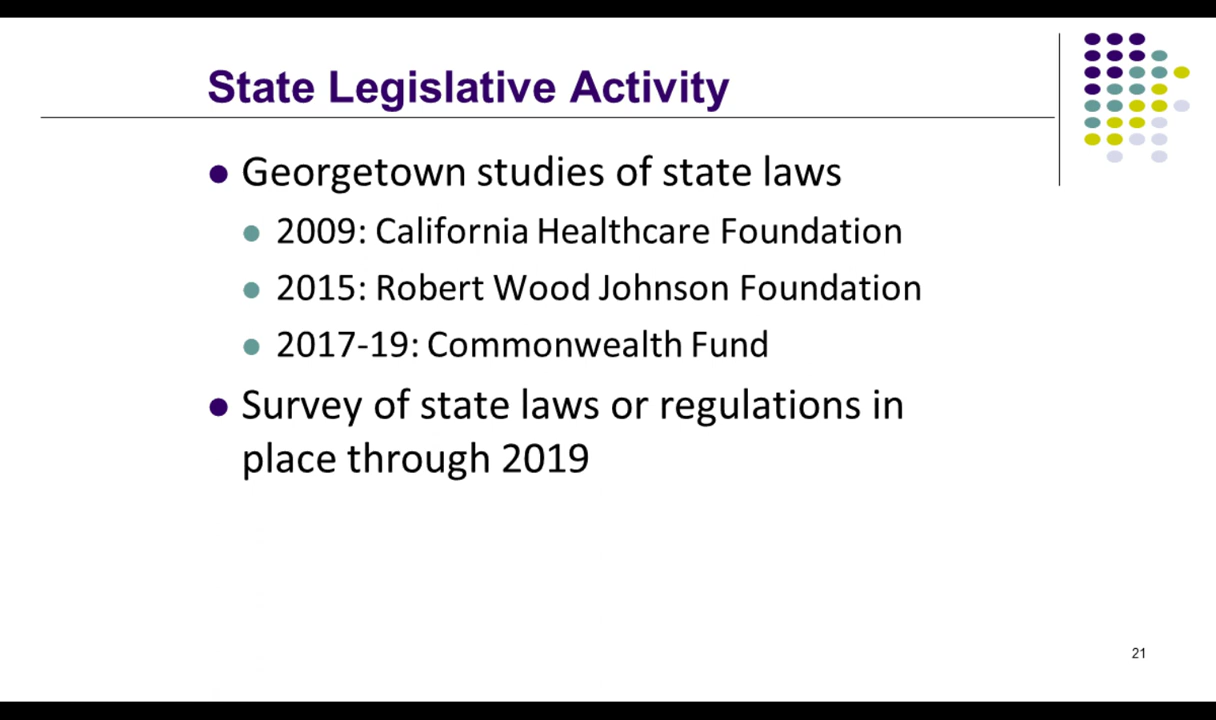 State Legislative Activity
Georgetown studies of state laws
2009: California Healthcare Foundation
2015: Robert Wood Johnson Foundation
2017-19: Commonwealth Fund
Survey of state laws or regulations in
place through 2019
21